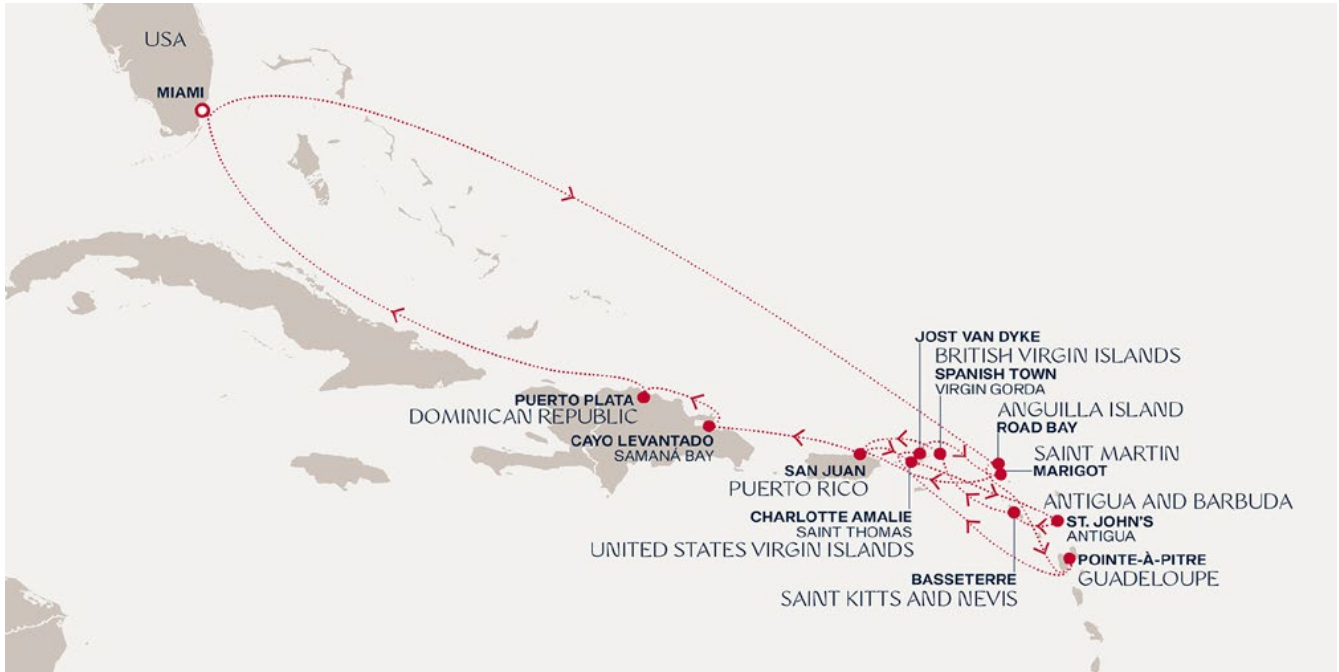 USA
MIAMI
JOST VAN DYKE
BRITISH VIRGIN ISLANDS
SPANISH TOWN
VIRGIN GORDA
ANGUILLA ISLAND
ROAD BAY
SAINT MARTIN
MARIGOT
PUERTO PLATA
DOMINICAN REPUBLIC
CAYO LEVANTADO
SAMANÁ BAY
SAN JUAN
PUERTO RICO
CHARLOTTE AMALIE
SAINT THOMAS
UNITED STATES VIRGIN ISLANDS
ANTIGUA AND BARBUDA
ST. JOHN'S
ANTIGUA
POINTE-À-PITRE
GUADELOUPE
BASSETERRE
SAINT KITTS AND NEVIS